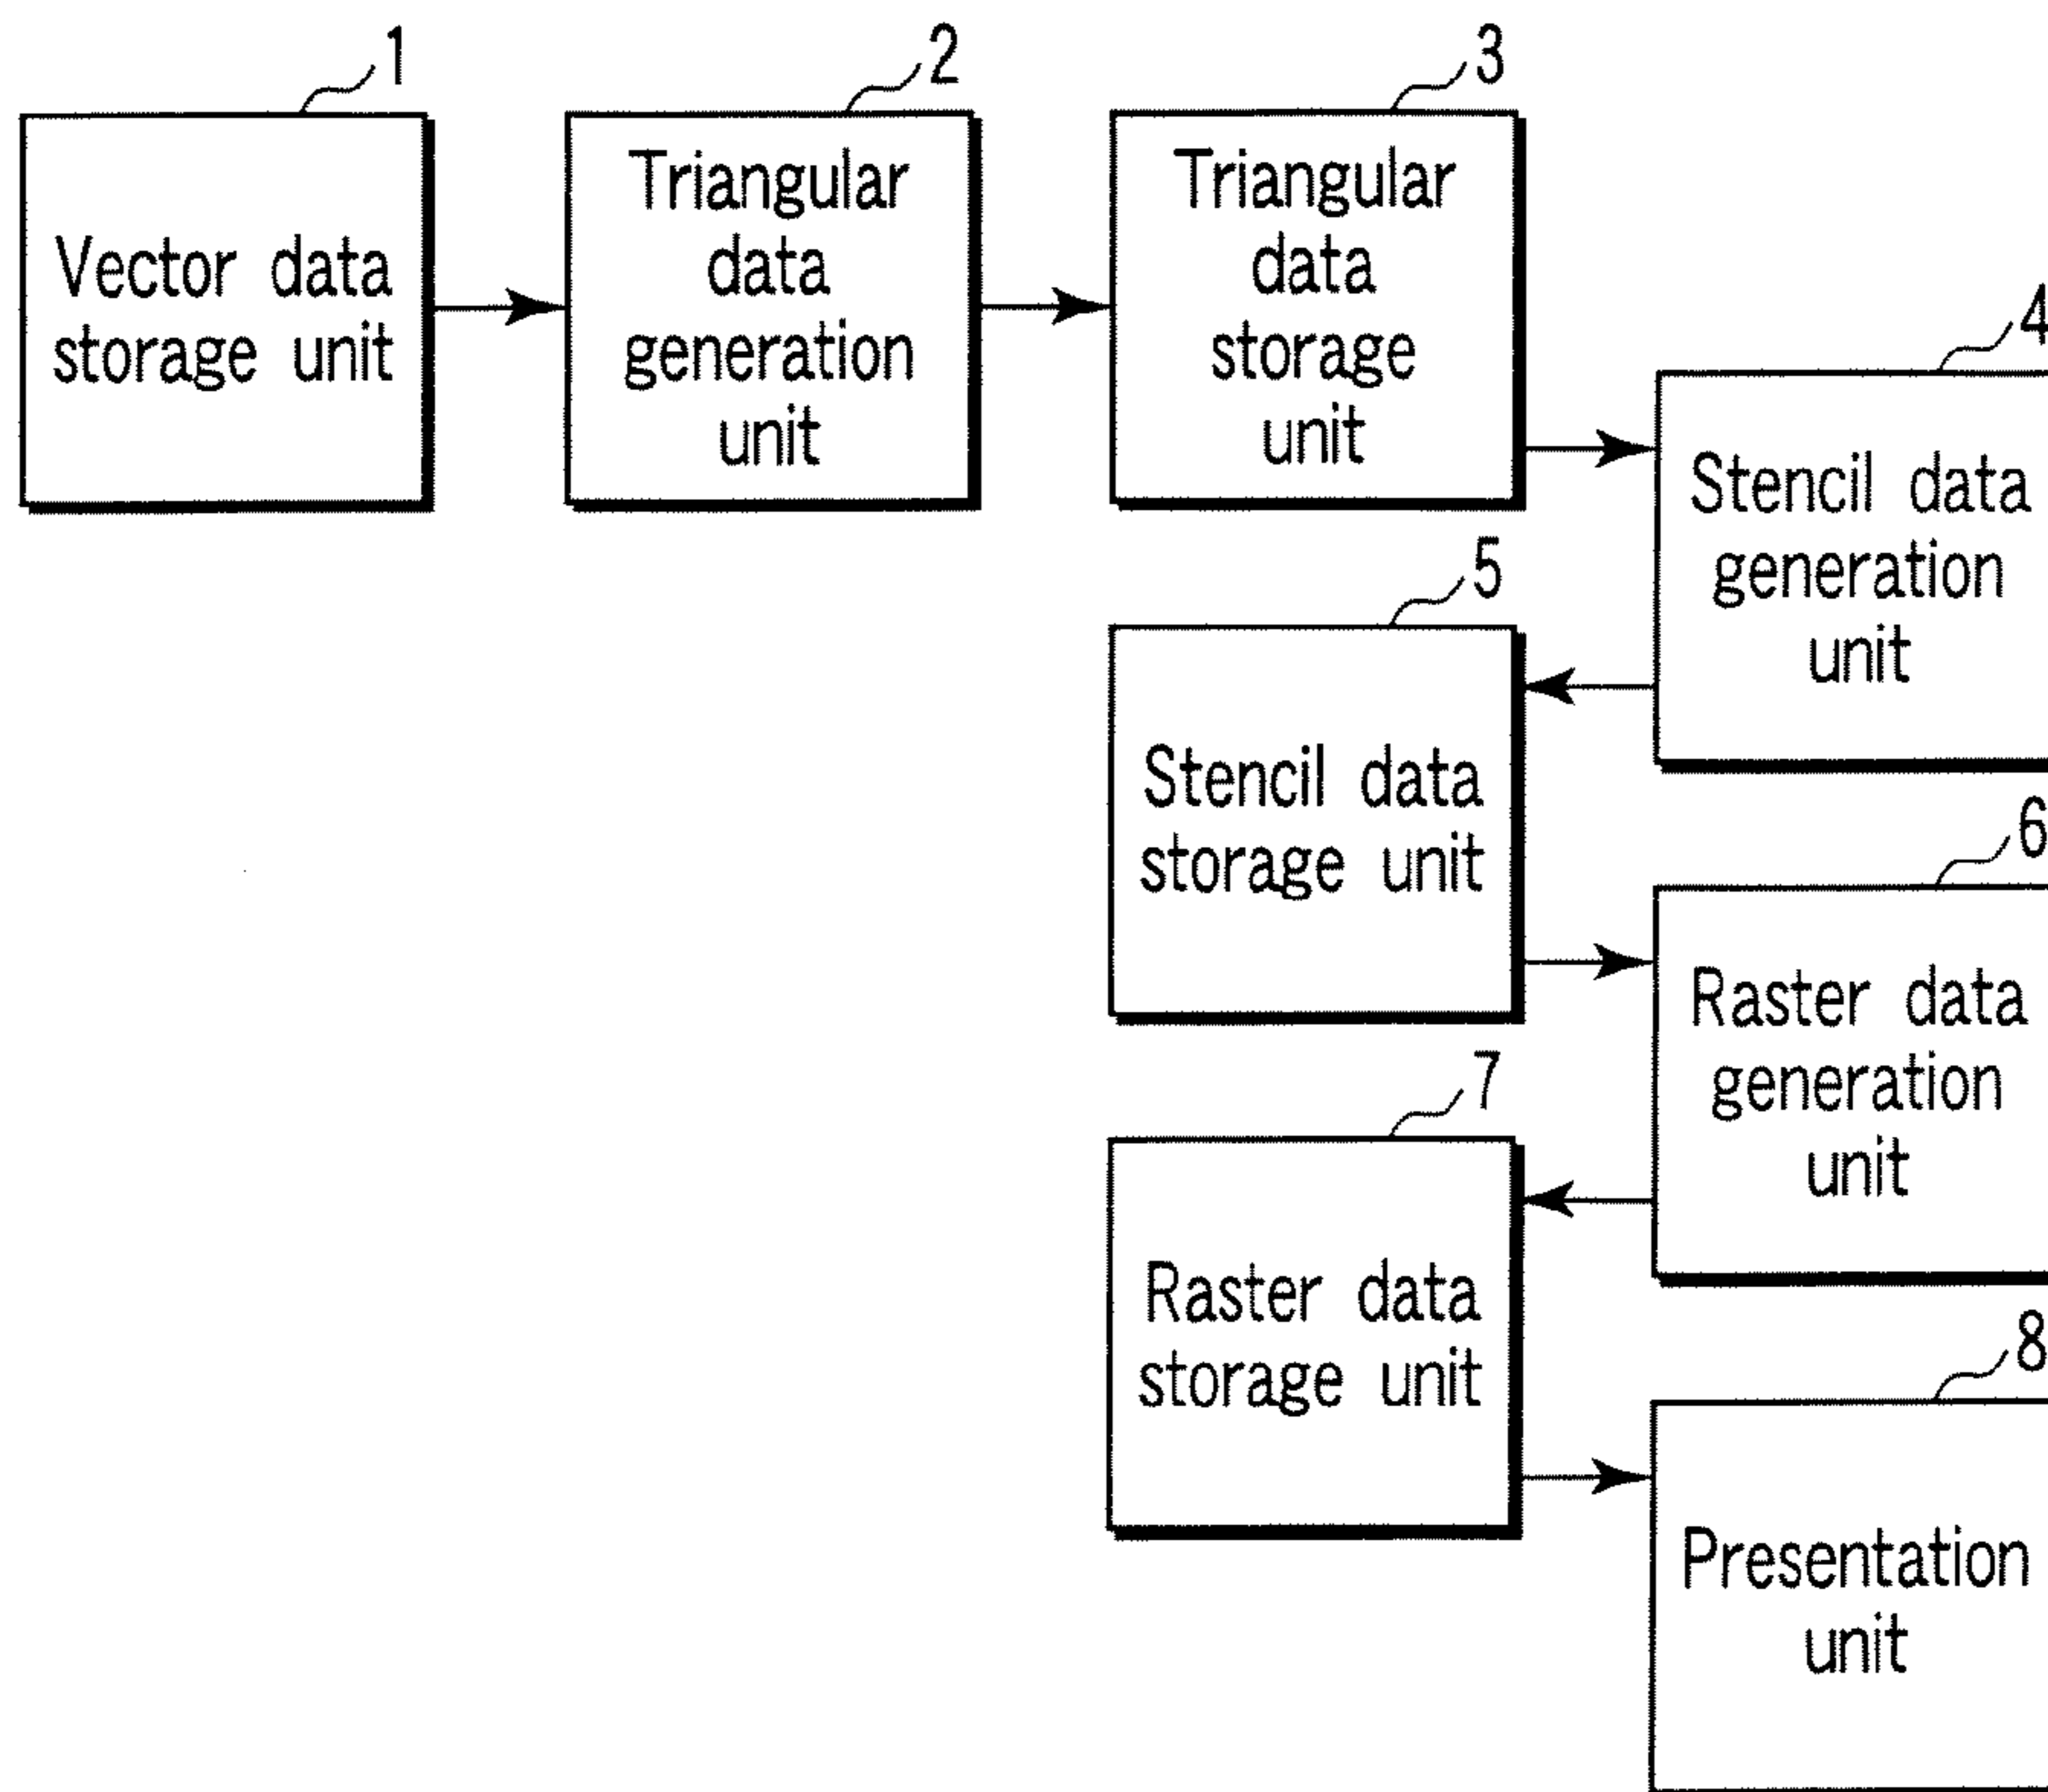 1
Vector data
storage unit
2
Triangular
data
generation
unit
3
Triangular
data
storage
unit
4
Stencil data
generation
unit
5
Stencil data
storage unit
6
Raster data
generation
unit
7
Raster data
storage unit
8
Presentation
unit